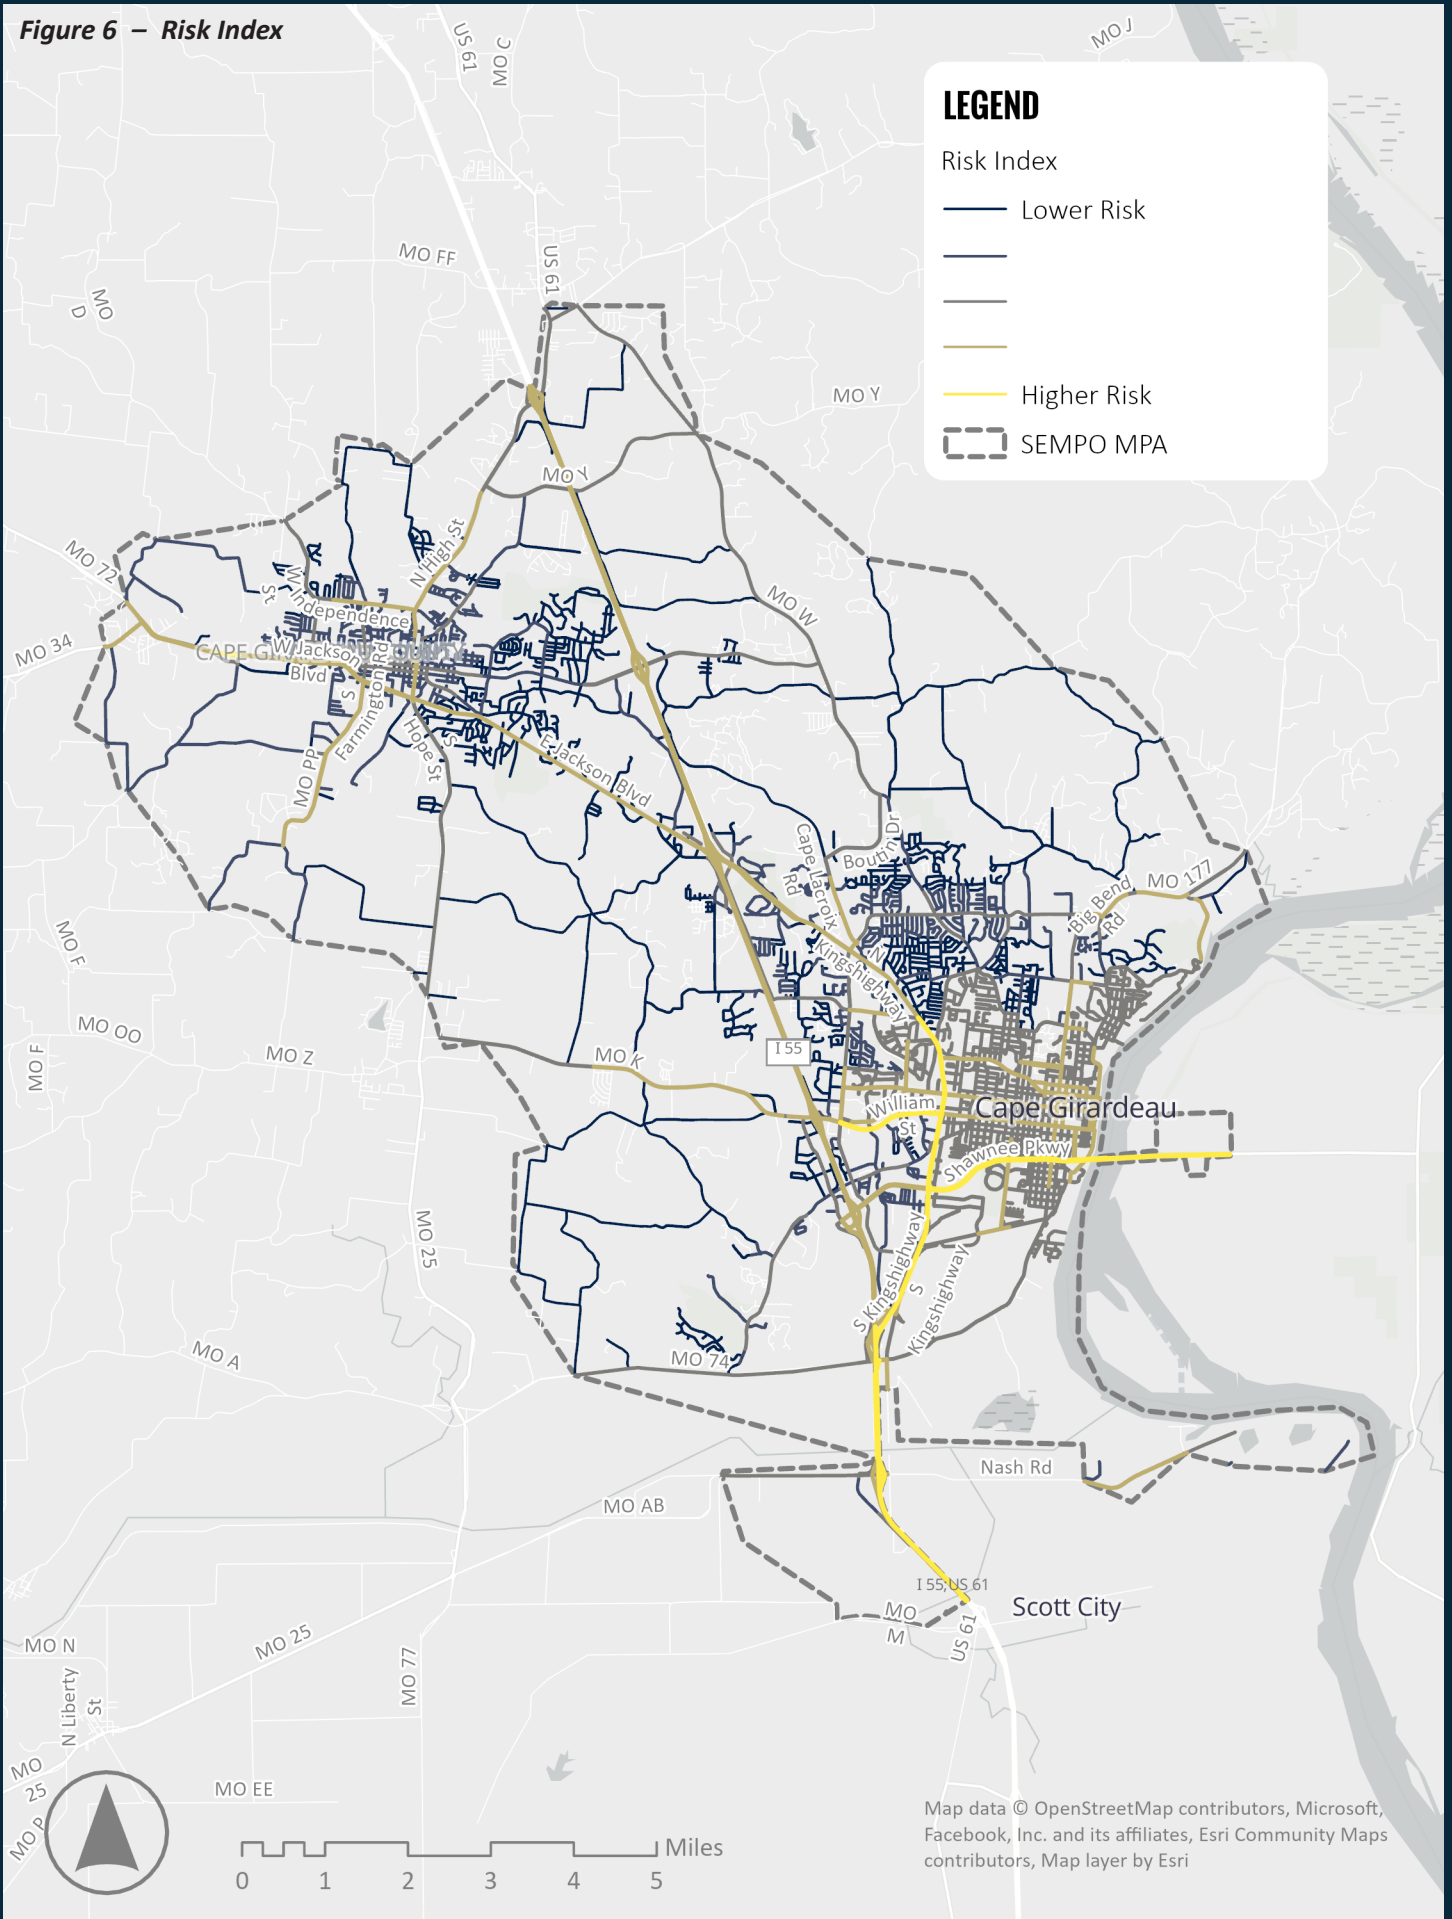 Figure 6 – Risk Index
LEGEND
Risk Index
Lower Risk
Higher Risk
SEMPO MPA
US 61
MO C
MO J
MO FF
US 61
MO
D
MO Y
MO Y
MO 72
N High St
W Independence
St
MO W
MO 34
CAPE GI
W Jackson
Blvd
S Farmington Rd
MO PP
S
Hope St
E Jackson Blvd
Cape Lacroix
Rd
Boutin Dr
MO 177
Big Bend
Rd
N
Kingshighway
MO F
MO OO
MO F
MO Z
MO K
I 55
William
St
Cape Girardeau
Shawnee Pkwy
MO 25
S Kingshighway
S
Kingshighway
MO A
MO 74
Nash Rd
MO AB
I 55;US 61
Scott City
MO
M
US 61
MO N
MO 25
MO 77
N Liberty
St
MO
25
MO P
MO EE
Miles
0 1 2 3 4 5
Map data © OpenStreetMap contributors, Microsoft,
Facebook, Inc. and its affiliates, Esri Community Maps
contributors, Map layer by Esri